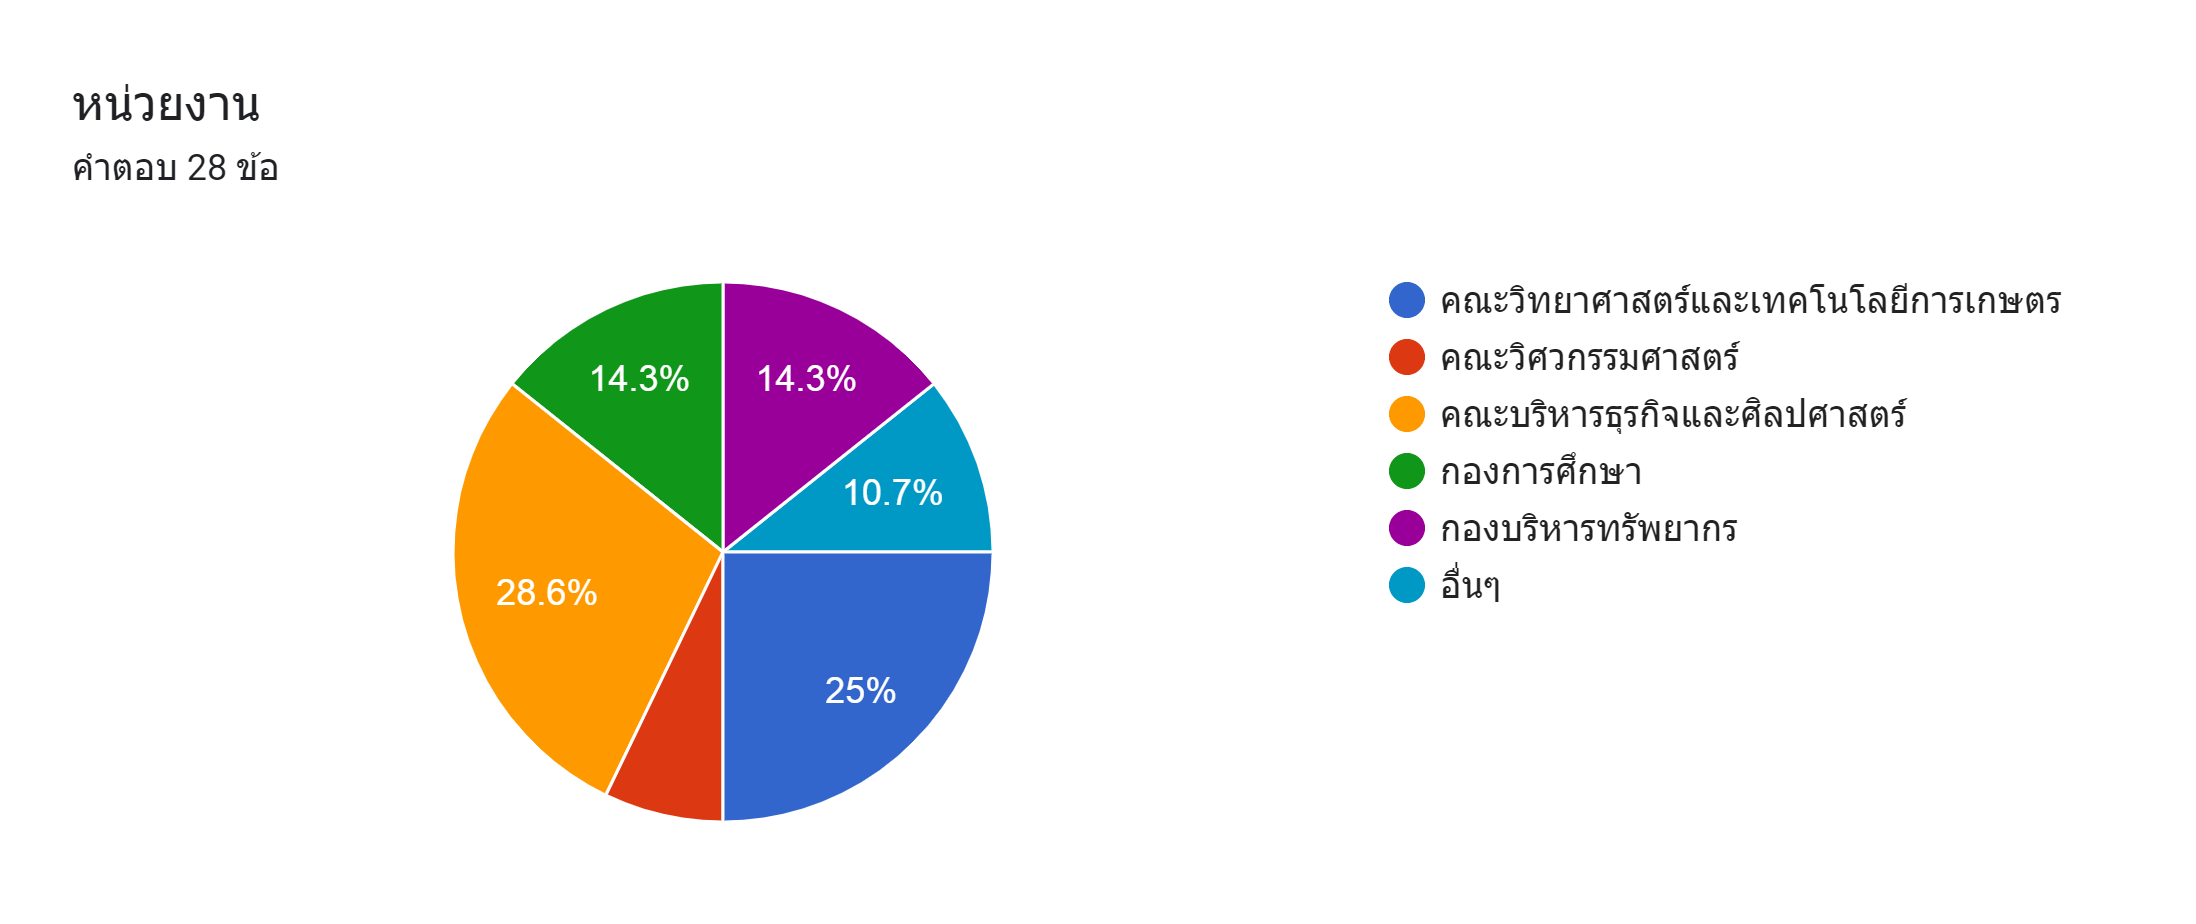 หน่วยงาน
คำตอบ 28 ข้อ
14.3%
14.3%
10.7%
28.6%
25%
คณะวิทยาศาสตร์และเทคโนโลยีการเกษตร
คณะวิศวกรรมศาสตร์
คณะบริหารธุรกิจและศิลปศาสตร์
กองการศึกษา
กองบริหารทรัพยากร
อื่นๆ